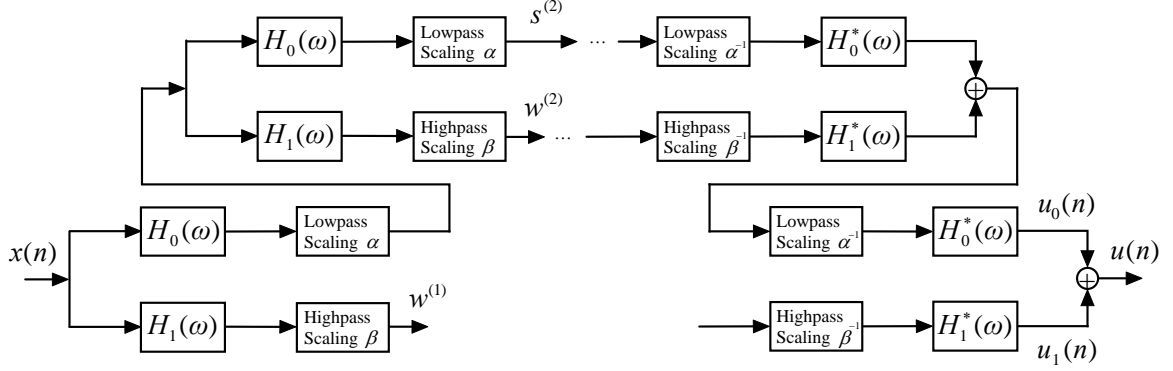 s^{(2)}
H_0(ω)
Lowpass
Scaling α
...
Lowpass
Scaling α^{-1}
H_0^*(ω)
w^{(2)}
+
H_1(ω)
Highpass
Scaling β
...
Highpass
Scaling β^{-1}
H_1^*(ω)
x(n)
H_0(ω)
Lowpass
Scaling α
Lowpass
Scaling α^{-1}
H_0^*(ω)
u_0(n)
u(n)
+
w^{(1)}
H_1(ω)
Highpass
Scaling β
Highpass
Scaling β^{-1}
H_1^*(ω)
u_1(n)